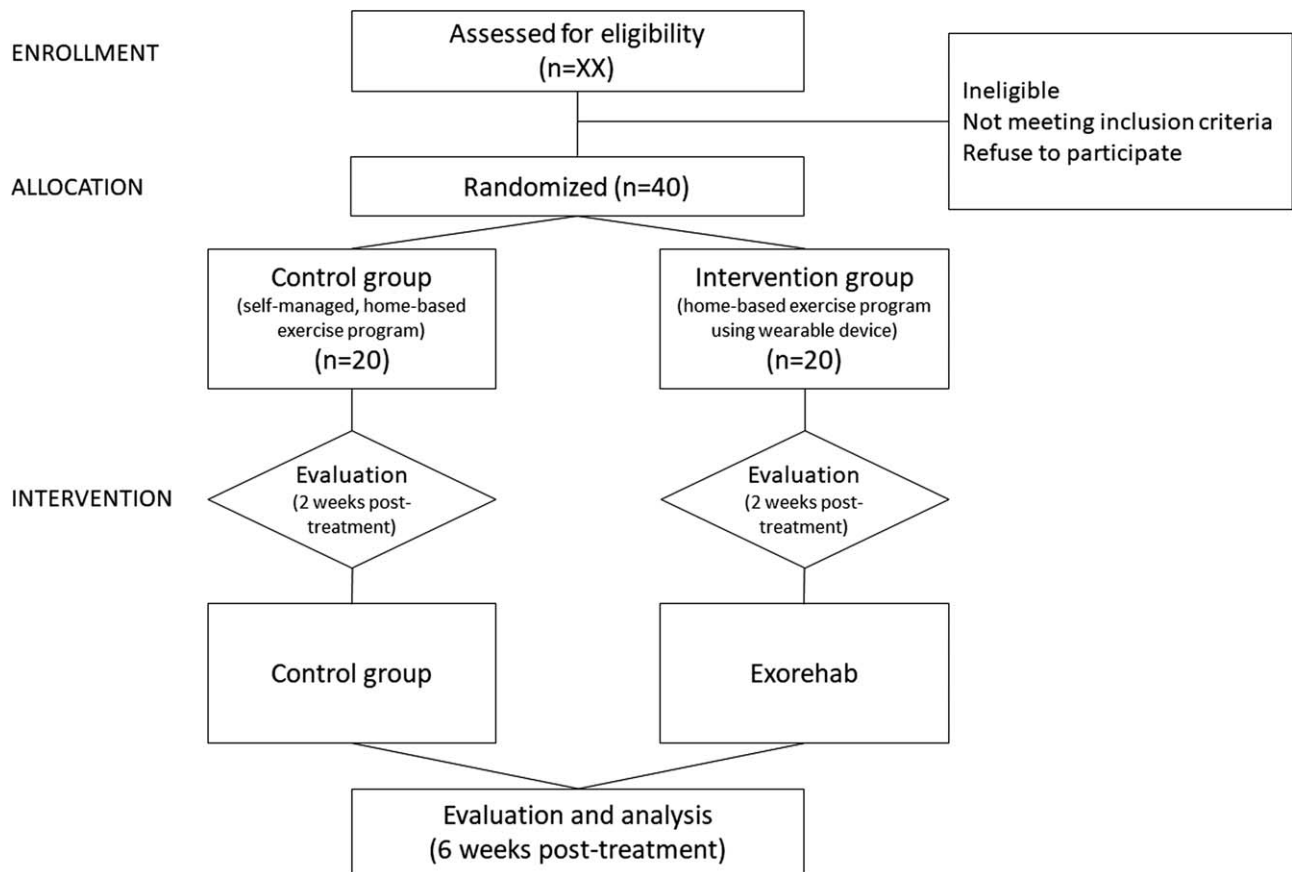 ENROLLMENT
Assessed for eligibility
(n=XX)
Ineligible
Not meeting inclusion criteria
Refuse to participate
ALLOCATION
Randomized (n=40)
Control group
(self-managed, home-based
exercise program)
(n=20)
Intervention group
(home-based exercise program
using wearable device)
(n=20)
INTERVENTION
Evaluation
(2 weeks post-
treatment)
Evaluation
(2 weeks post-
treatment)
Control group
Exorehab
Evaluation and analysis
(6 weeks post-treatment)